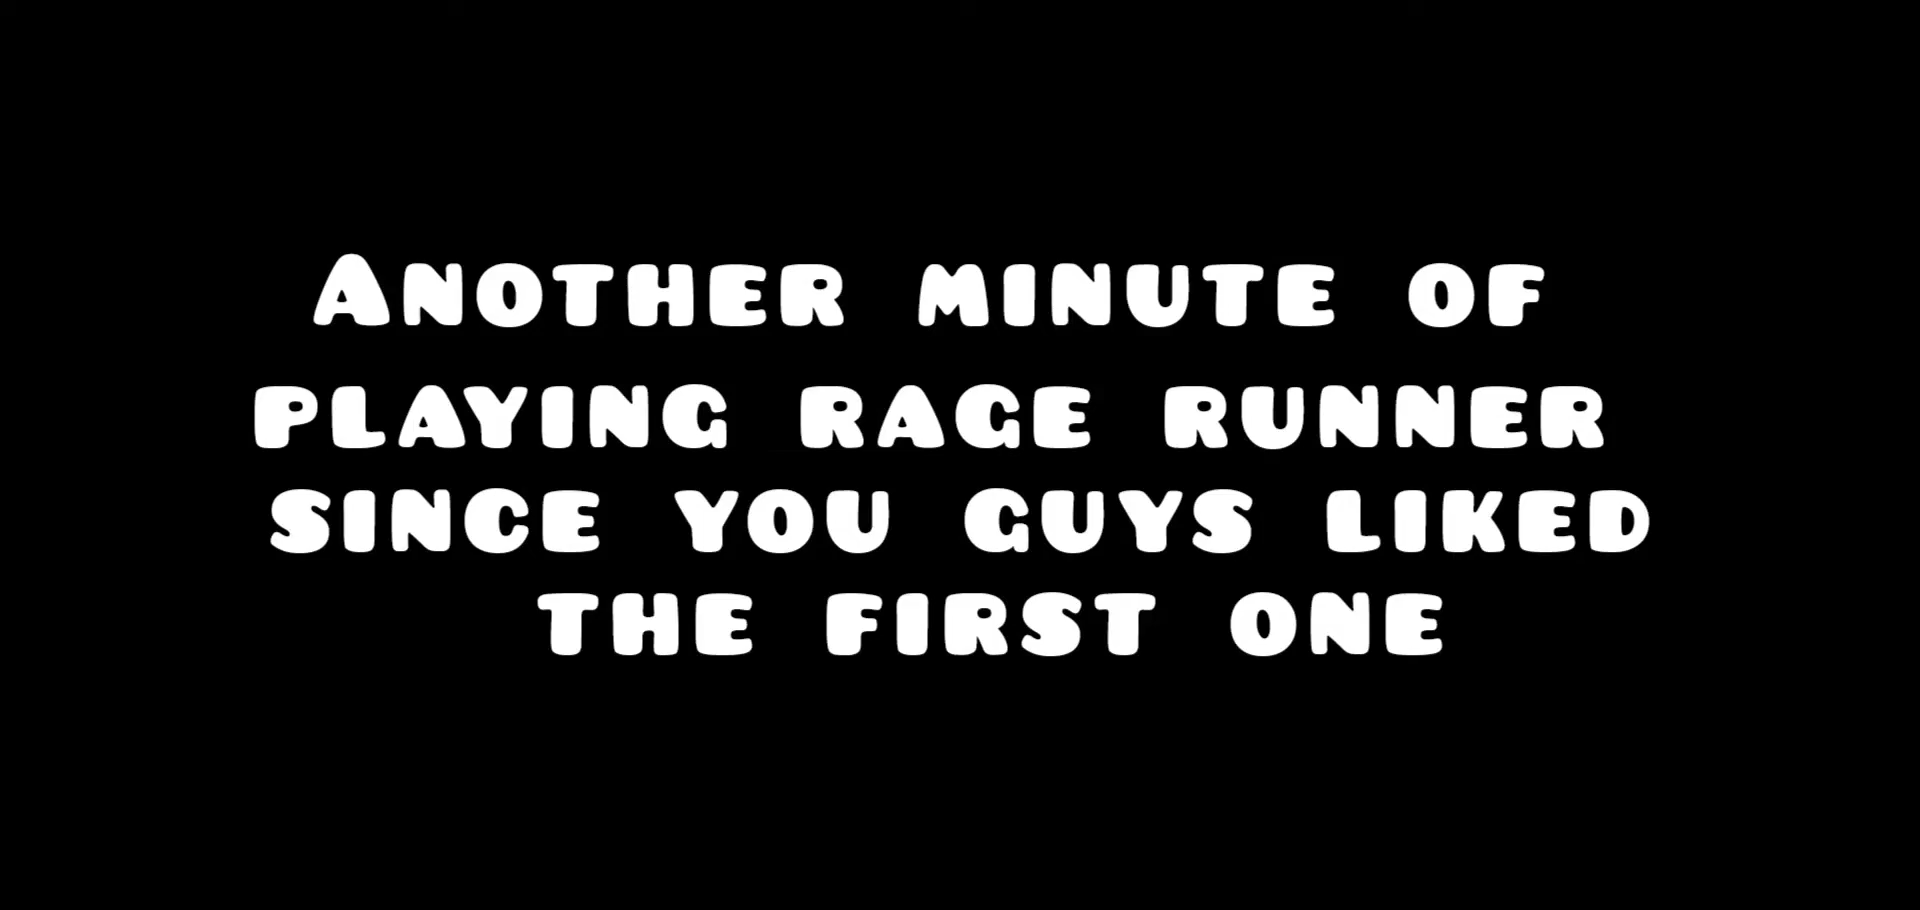 Another minute of
playing rage runner
since you guys liked
the first one